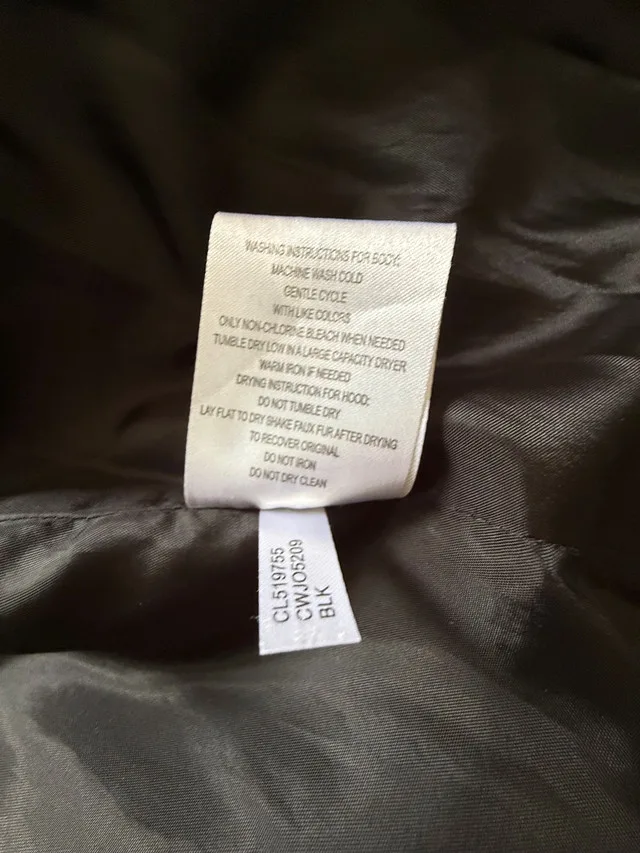 WASHING INSTRUCTIONS FOR BODY:
MACHINE WASH COLD
GENTLE CYCLE
WITH LIKE COLORS
ONLY NON-CHLORINE BLEACH WHEN NEEDED
TUMBLE DRY LOW IN A LARGE CAPACITY DRYER
WARM IRON IF NEEDED
DRYING INSTRUCTION FOR HOOD:
DO NOT TUMBLE DRY
LAY FLAT TO DRY SHAKE FAUX FUR AFTER DRYING
TO RECOVER ORIGINAL
DO NOT IRON
DO NOT DRY CLEAN
CL519755
CWJO5209
BLK